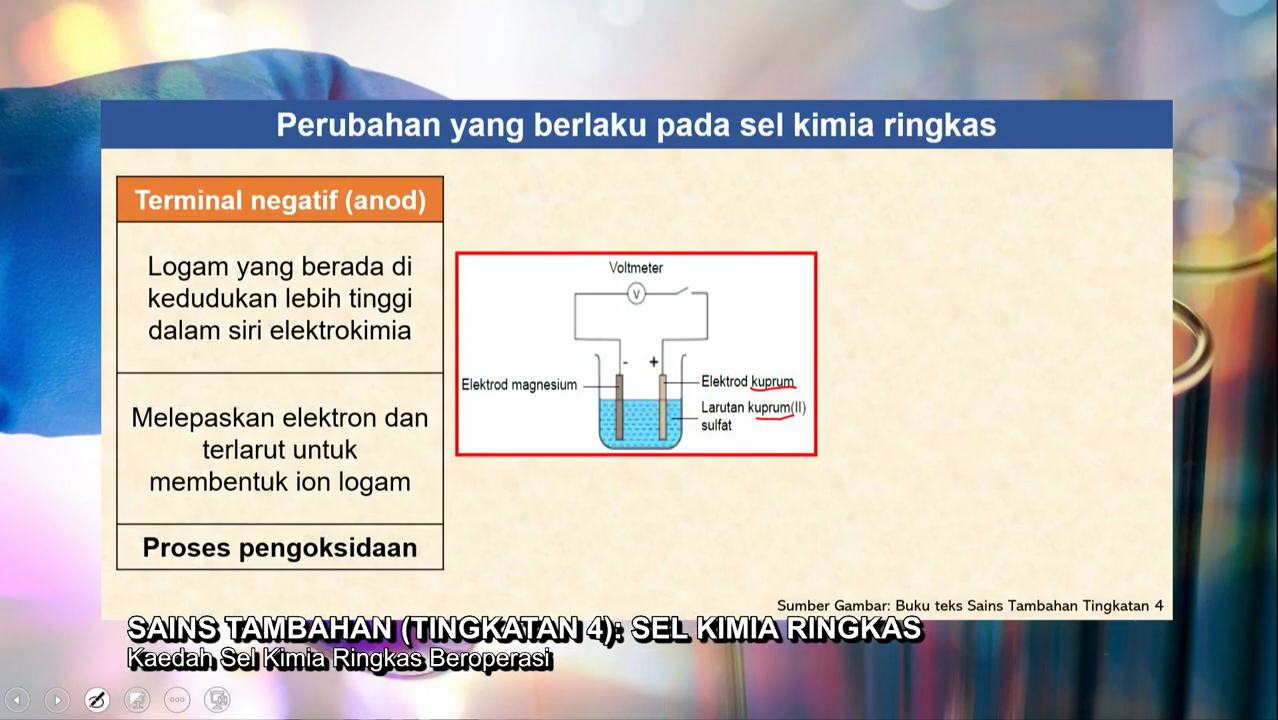 Perubahan yang berlaku pada sel kimia ringkas
Terminal negatif (anod)
Logam yang berada di
kedudukan lebih tinggi
dalam siri elektrokimia
Melepaskan elektron dan
terlarut untuk
membentuk ion logam
Proses pengoksidaan
Voltmeter
V
-
+
Elektrod magnesium
Elektrod kuprum
Larutan kuprum(II)
sulfat
Sumber Gambar: Buku teks Sains Tambahan Tingkatan 4
SAINS TAMBAHAN (TINGKATAN 4): SEL KIMIA RINGKAS
Kaedah Sel Kimia Ringkas Beroperasi